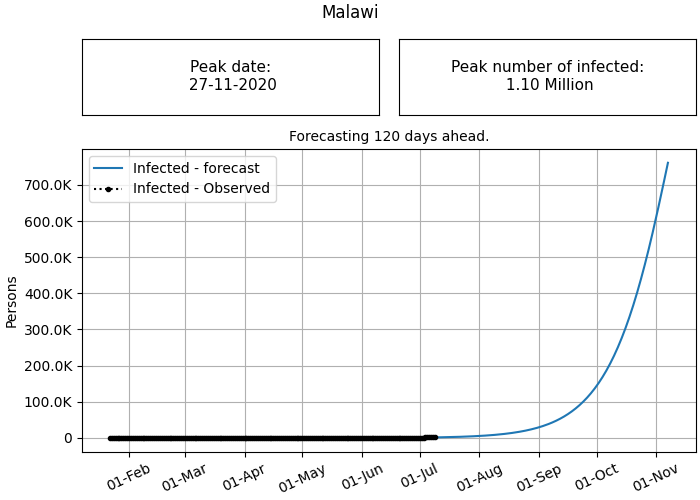 Malawi
Peak date:
27-11-2020
Peak number of infected:
1.10 Million
Forecasting 120 days ahead.
Infected - forecast
Infected - Observed
700.0K
600.0K
500.0K
400.0K
300.0K
200.0K
100.0K
0
Persons
01-Feb
01-Mar
01-Apr
01-May
01-Jun
01-Jul
01-Aug
01-Sep
01-Oct
01-Nov